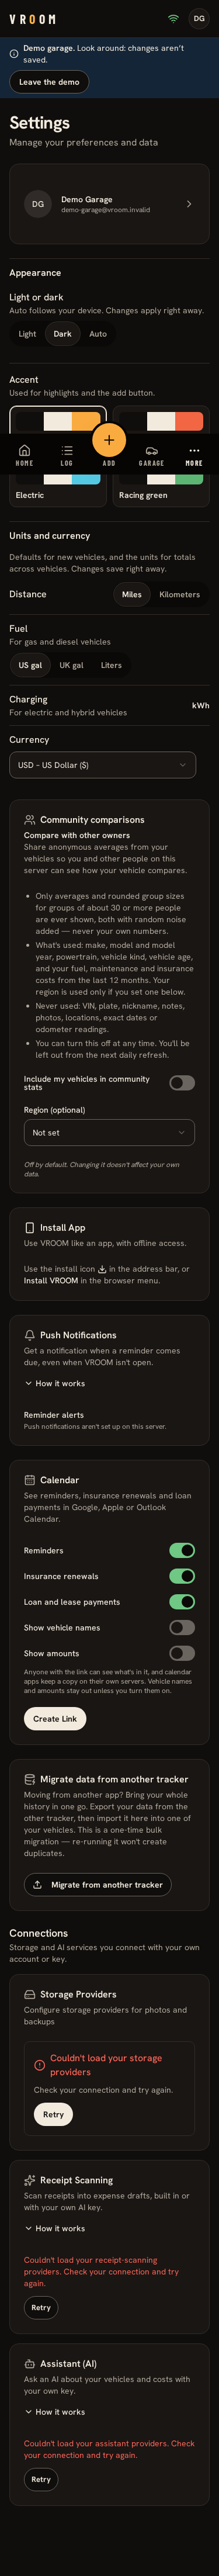 VROOM
DG
Demo garage. Look around: changes aren't
saved.
Leave the demo
Settings
Manage your preferences and data
DG
Demo Garage
demo-garage@vroom.invalid
Appearance
Light or dark
Auto follows your device. Changes apply right away.
Light
Dark
Auto
Accent
Used for highlights and the add button.
HOME
LOG
ADD
GARAGE
MORE
Electric
Racing green
Units and currency
Defaults for new vehicles, and the units for totals
across vehicles. Changes save right away.
Distance
Miles
Kilometers
Fuel
For gas and diesel vehicles
US gal
UK gal
Liters
Charging
For electric and hybrid vehicles
kWh
Currency
USD – US Dollar ($)
Community comparisons
Compare with other owners
Share anonymous averages from your
vehicles so you and other people on this
server can see how your vehicle compares.
• Only averages and rounded group sizes
for groups of about 30 or more people
are ever shown, both with random noise
added — never your own numbers.
• What's used: make, model and model
year, powertrain, vehicle kind, vehicle age,
and your fuel, maintenance and insurance
costs from the last 12 months. Your
region is used only if you set one below.
• Never used: VIN, plate, nickname, notes,
photos, locations, exact dates or
odometer readings.
• You can turn this off at any time. You'll be
left out from the next daily refresh.
Include my vehicles in community
stats
Region (optional)
Not set
Off by default. Changing it doesn't affect your own
data.
Install App
Use VROOM like an app, with offline access.
Use the install icon in the address bar, or
Install VROOM in the browser menu.
Push Notifications
Get a notification when a reminder comes
due, even when VROOM isn't open.
How it works
Reminder alerts
Push notifications aren't set up on this server.
Calendar
See reminders, insurance renewals and loan
payments in Google, Apple or Outlook
Calendar.
Reminders
Insurance renewals
Loan and lease payments
Show vehicle names
Show amounts
Anyone with the link can see what's in it, and calendar
apps keep a copy on their own servers. Vehicle names
and amounts stay out unless you turn them on.
Create Link
Migrate data from another tracker
Moving from another app? Bring your whole
history in one go. Export your data from the
other tracker, then import it here into one of
your vehicles. This is a one-time bulk
migration — re-running it won't create
duplicates.
Migrate from another tracker
Connections
Storage and AI services you connect with your own
account or key.
Storage Providers
Configure storage providers for photos and
backups
Couldn't load your storage
providers
Check your connection and try again.
Retry
Receipt Scanning
Scan receipts into expense drafts, built in or
with your own AI key.
How it works
Couldn't load your receipt-scanning
providers. Check your connection and try
again.
Retry
Assistant (AI)
Ask an AI about your vehicles and costs with
your own key.
How it works
Couldn't load your assistant providers. Check
your connection and try again.
Retry